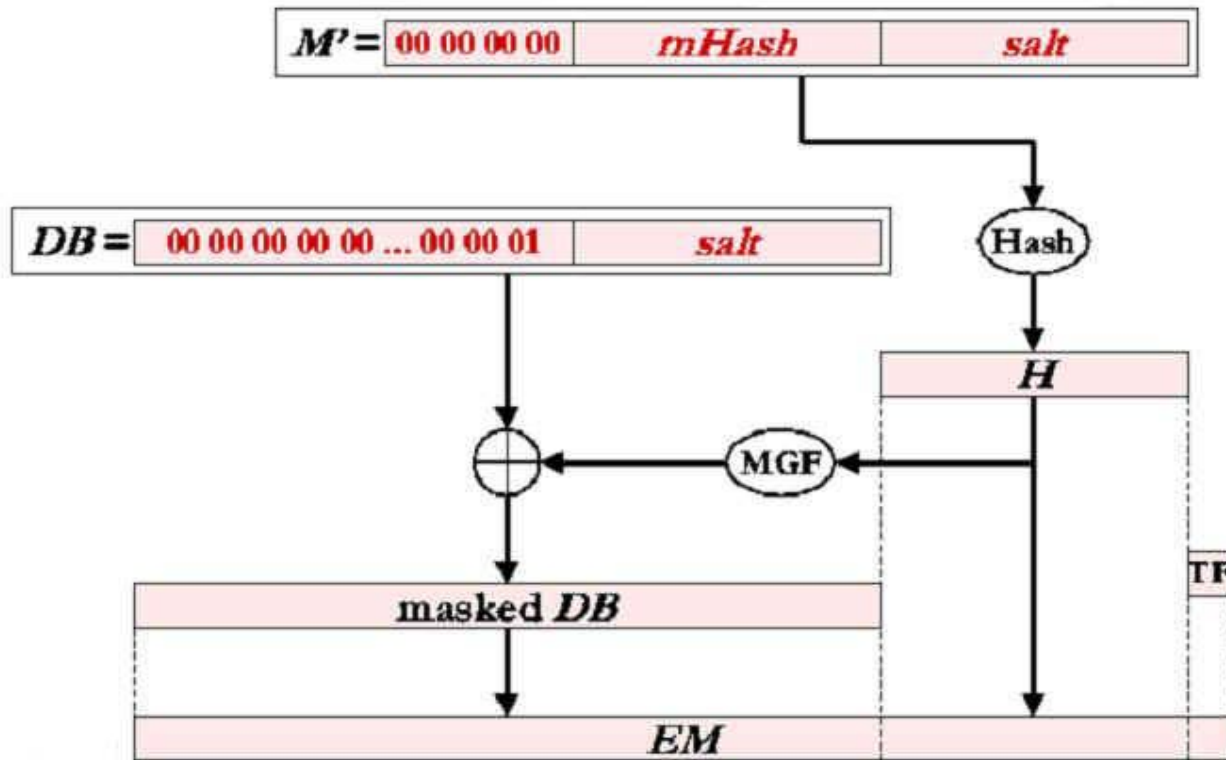 M’ = 00 00 00 00 mHash salt
DB = 00 00 00 00 00 ... 00 00 01 salt
Hash
H
MGF
masked DB
EM